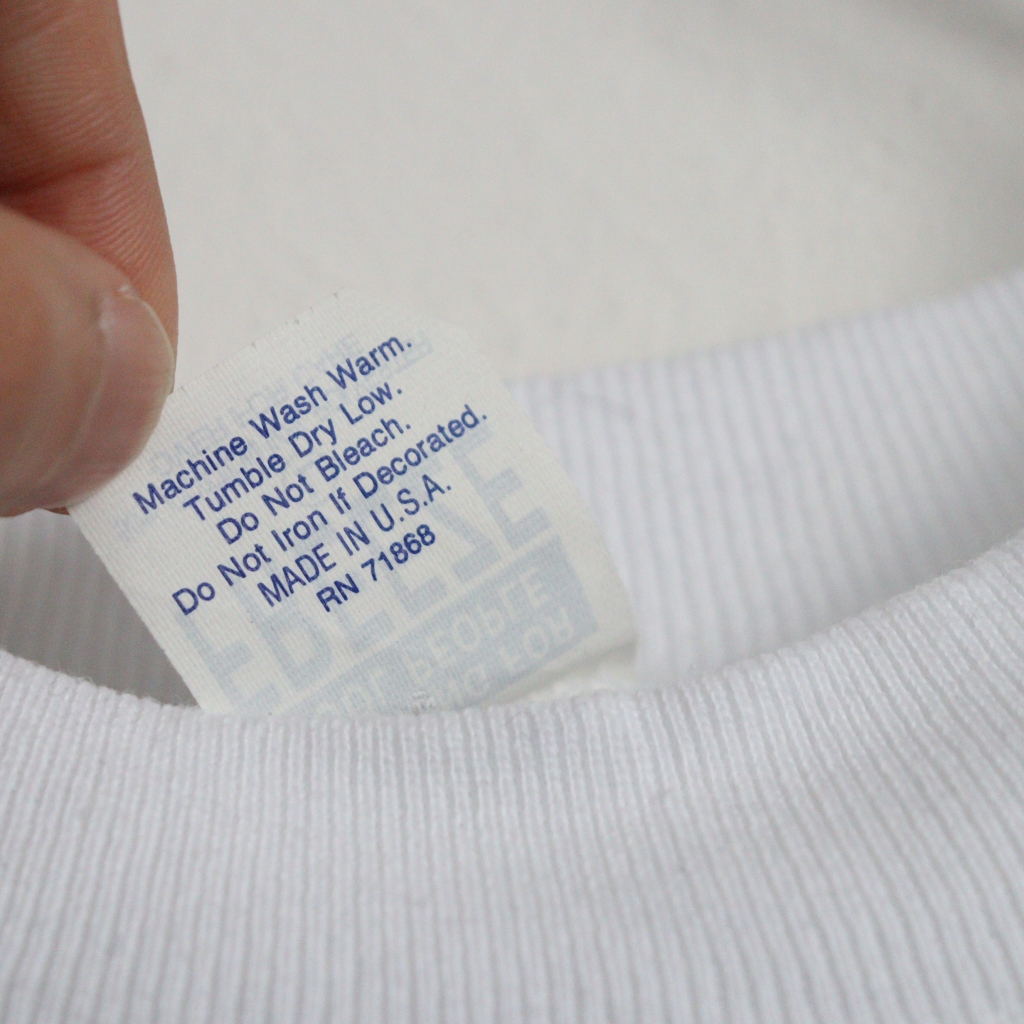 Machine Wash Warm.
Tumble Dry Low.
Do Not Bleach.
Do Not Iron If Decorated.
MADE IN U.S.A.
RN 71868